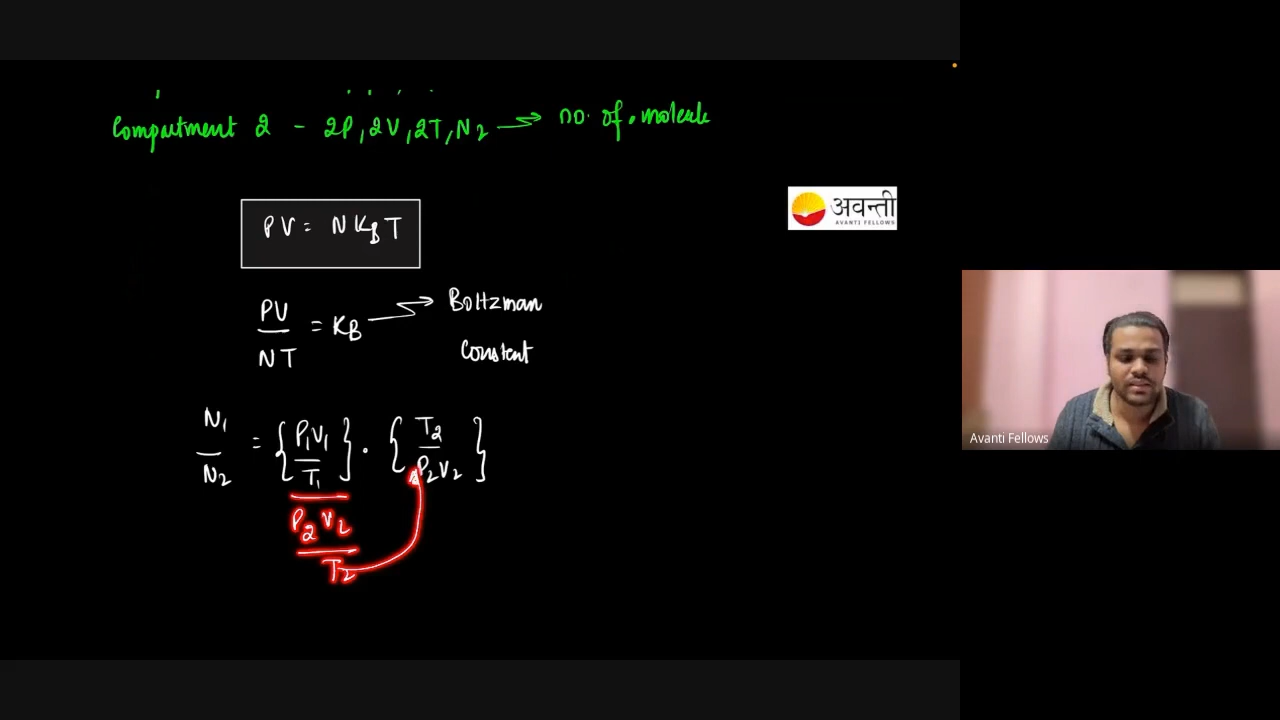 Compartment 2 - 2P, 2V, 2T, N2 → no. of molecule
अवन्ती
AVANTI FELLOWS
PV = NKBT
PV/NT = KB → Boltzman
Constant
N1/N2 = {P1V1/T1} . {T2/P2V2}
P2V2/T2
Avanti Fellows